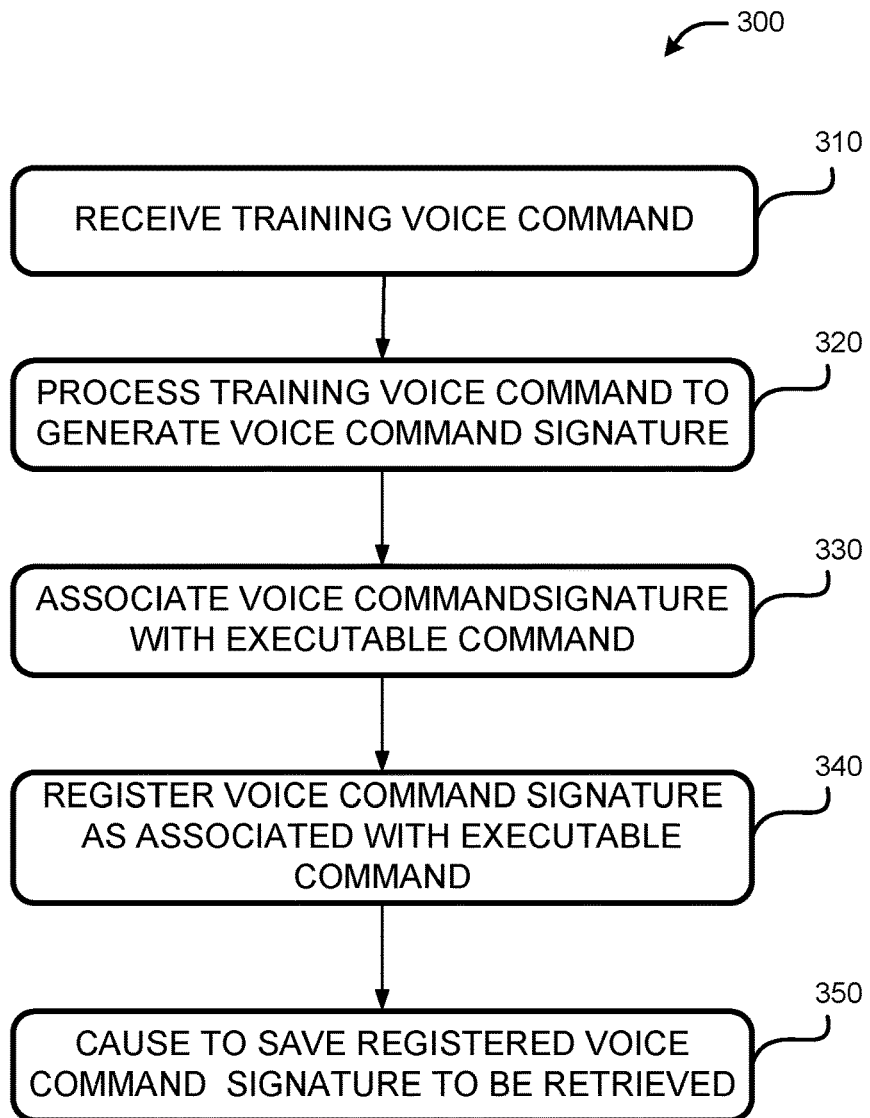 300
310
RECEIVE TRAINING VOICE COMMAND
320
PROCESS TRAINING VOICE COMMAND TO
GENERATE VOICE COMMAND SIGNATURE
330
ASSOCIATE VOICE COMMANDSIGNATURE
WITH EXECUTABLE COMMAND
340
REGISTER VOICE COMMAND SIGNATURE
AS ASSOCIATED WITH EXECUTABLE
COMMAND
350
CAUSE TO SAVE REGISTERED VOICE
COMMAND SIGNATURE TO BE RETRIEVED